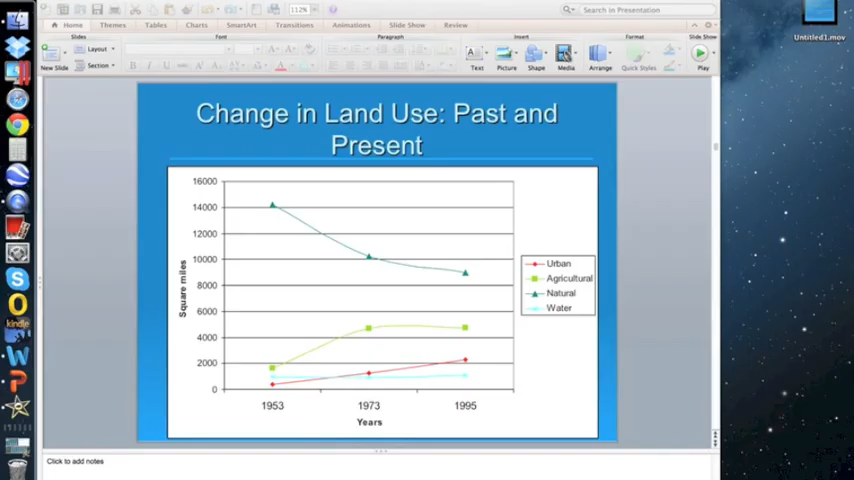 112%
Search in Presentation
Home Themes Tables Charts SmartArt Transitions Animations Slide Show Review
Slides Font Paragraph Insert Format Slide Show
New Slide
Layout
Section
Text Picture Shape Media Arrange Quick Styles Play
Untitled1.mov
Change in Land Use: Past and
Present
16000
14000
12000
10000
8000
6000
4000
2000
0
Square miles
1953 1973 1995
Years
Urban
Agricultural
Natural
Water
Click to add notes
kindle